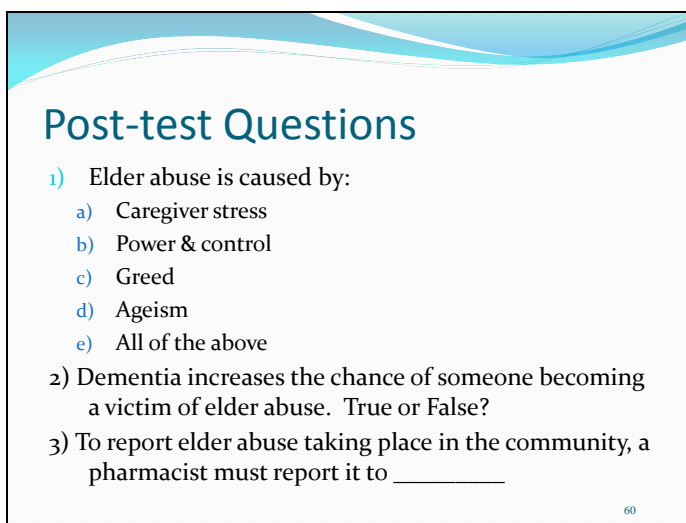 Post-test Questions
1) Elder abuse is caused by:
a) Caregiver stress
b) Power & control
c) Greed
d) Ageism
e) All of the above
2) Dementia increases the chance of someone becoming
a victim of elder abuse. True or False?
3) To report elder abuse taking place in the community, a
pharmacist must report it to _________
60